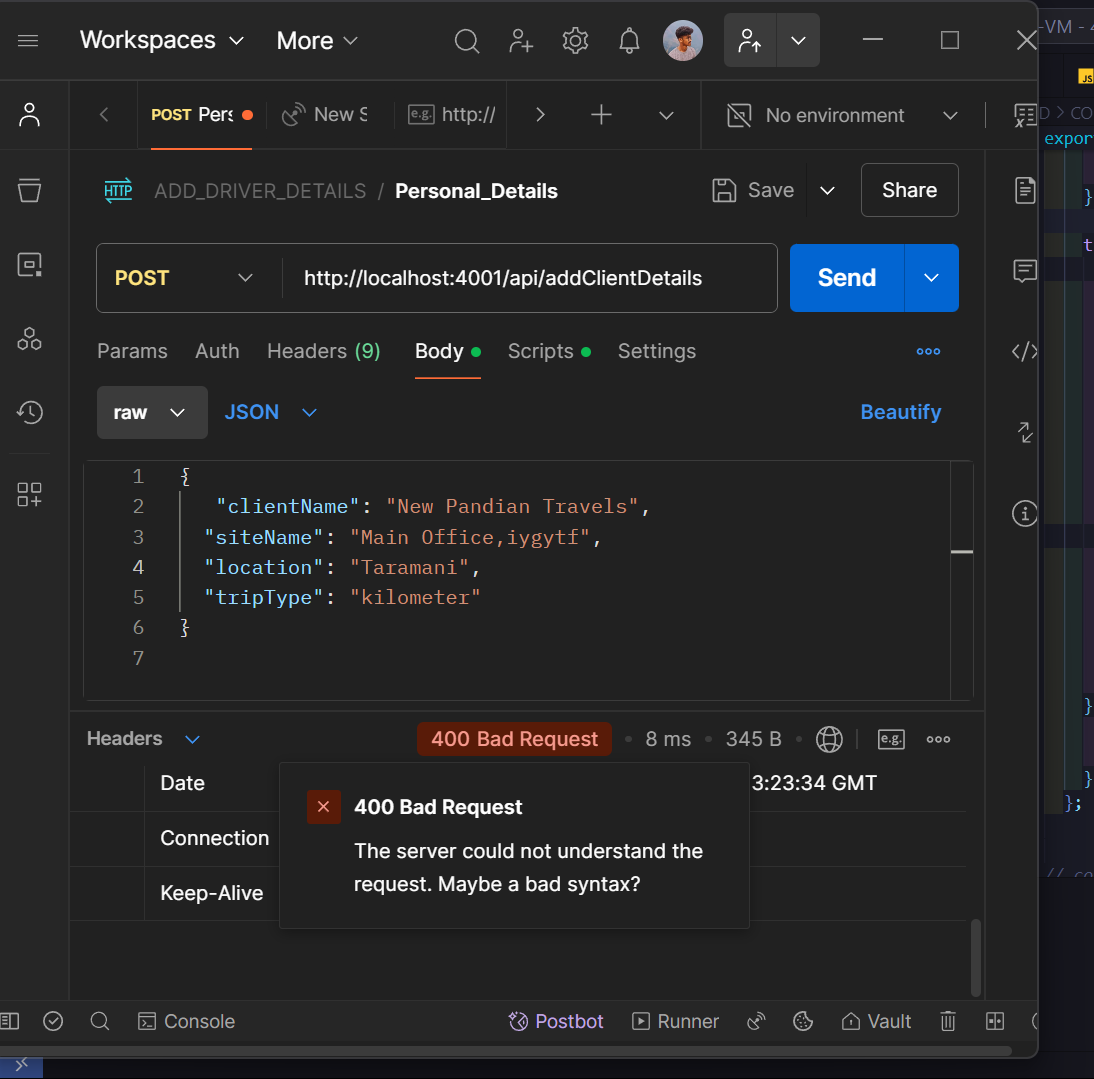 Workspaces More
-VM - 4
JS
POST Pers New S e.g. http:// No environment
D > CO
expor
HTTP ADD_DRIVER_DETAILS / Personal_Details Save Share
}
t
POST http://localhost:4001/api/addClientDetails Send
Params Auth Headers (9) Body Scripts Settings
raw JSON Beautify
1 {
2 "clientName": "New Pandian Travels",
3 "siteName": "Main Office,iygytf",
4 "location": "Taramani",
5 "tripType": "kilometer"
6 }
7
}
Headers 400 Bad Request • 8 ms • 345 B • e.g.
Date 3:23:34 GMT
}
};
400 Bad Request
Connection
The server could not understand the
request. Maybe a bad syntax?
Keep-Alive
// co
Console Postbot Runner Vault